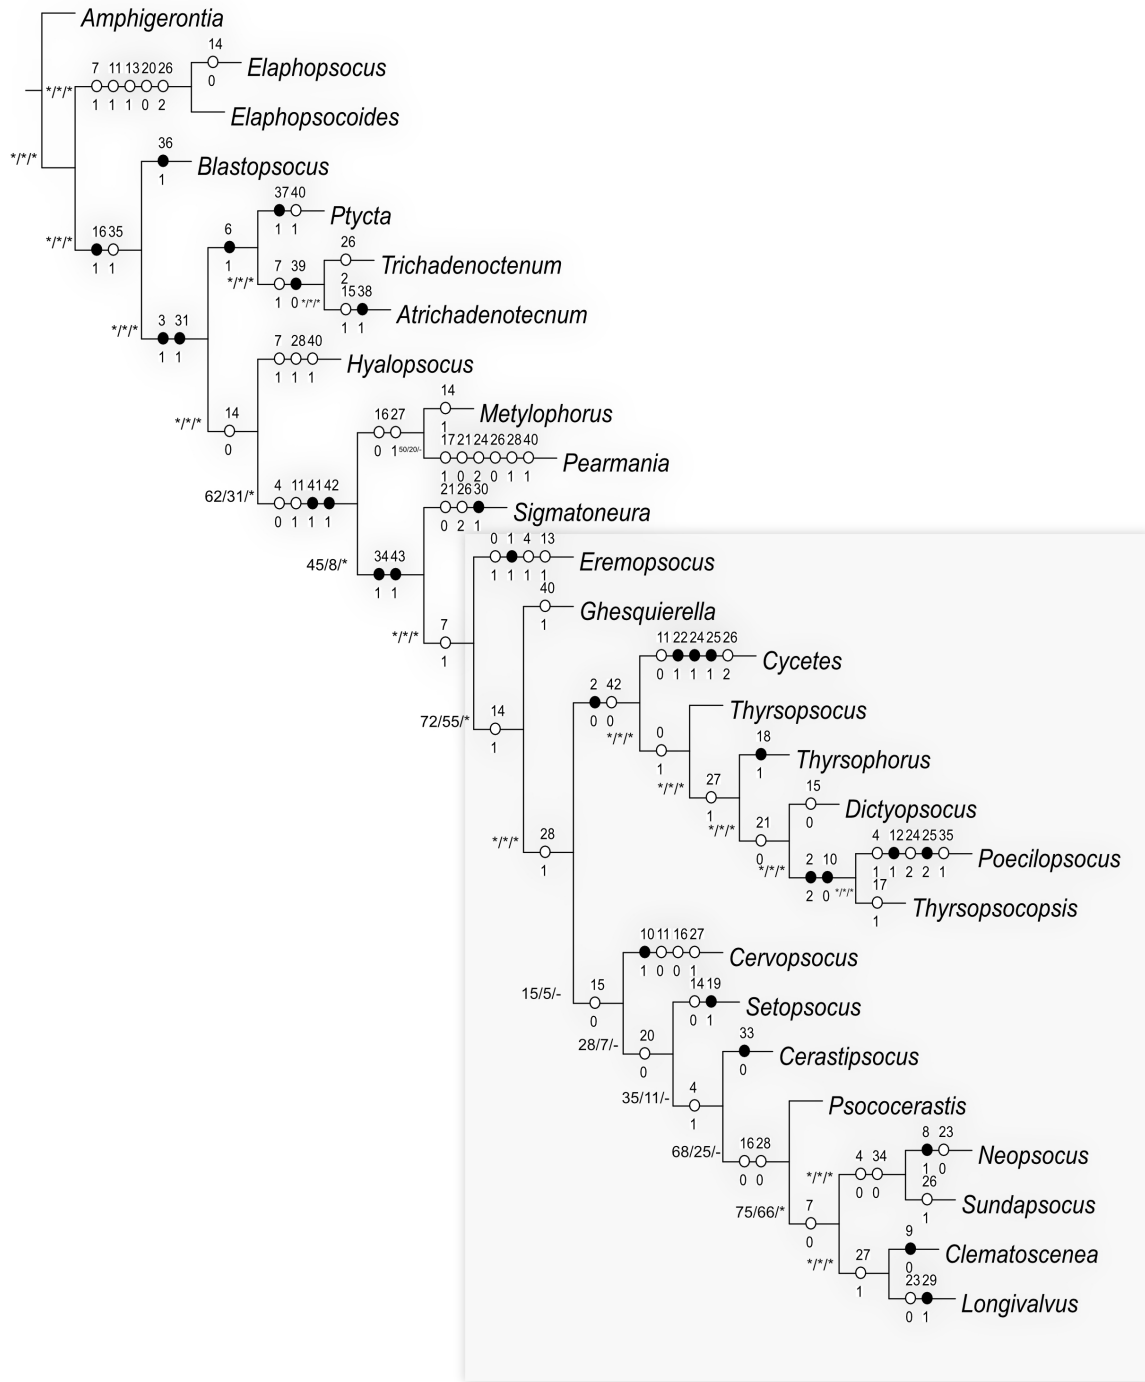 Amphigerontia
14
7 11 13 20 26
Elaphopsocus
*/*/*
0
1 1 1 0 2
Elaphopsocoides
36
*/*/*
Blastopsocus
1
37 40
Ptycta
16 35
6
1 1
*/*/*
26
1 1
1
7 39
Trichadenoctenum
*/*/*
2
1 0 */*/*
15 38
Atrichadenotecnum
3 31
*/*/*
1 1
7 28 40
1 1
Hyalopsocus
1 1 1
14
14
16 27
Metylophorus
*/*/*
1
0
0 1 50/20/-
17 21 24 26 28 40
Pearmania
1 0 2 0 1 1
4 11 41 42
21 26 30
62/31/*
Sigmatoneura
0 1 1 1
0 2 1
0 1 4 13
34 43
Eremopsocus
45/8/*
1 1 1 1
1 1
40
Ghesquierella
7
1
*/*/*
11 22 24 25 26
1
Cycetes
0 1 1 1 2
2 42
14
Thyrsopsocus
72/55/*
0 0
*/*/*
0
18
1
Thyrsophorus
1
*/*/*
27
15
Dictyopsocus
1
*/*/*
21
0
28
4 12 24 25 35
*/*/*
0
Poecilopsocus
*/*/*
2 10
1 1 2 2 1
1
17
2 0 */*/*
Thyrsopsocopsis
1
10 11 16 27
Cervopsocus
1 0 0 1
15
14 19
15/5/-
Setopsocus
0
0 1
20
33
28/7/-
Cerastipsocus
0
0
4
35/11/-
Psococerastis
1
8 23
16 28
Neopsocus
68/25/-
4 34
1 0
*/*/*
0 0
26
0 0
Sundapsocus
7
1
75/66/*
9
0
Clematoscenea
*/*/*
27
0
23 29
1
Longivalvus
0 1